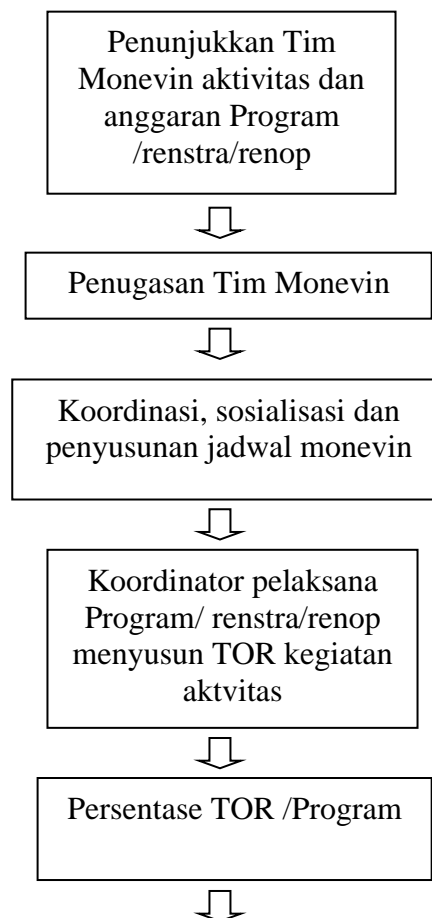 Penunjukkan Tim
Monevin aktivitas dan
anggaran Program
/renstra/renop
Penugasan Tim Monevin
Koordinasi, sosialisasi dan
penyusunan jadwal monevin
Koordinator pelaksana
Program/ renstra/renop
menyusun TOR kegiatan
aktvitas
Persentase TOR /Program